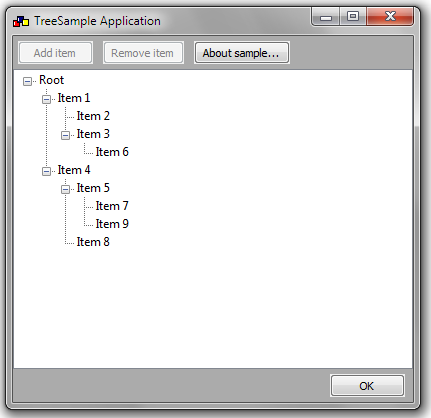 TreeSample Application
Add item Remove item About sample...
Root
Item 1
Item 2
Item 3
Item 6
Item 4
Item 5
Item 7
Item 9
Item 8
OK